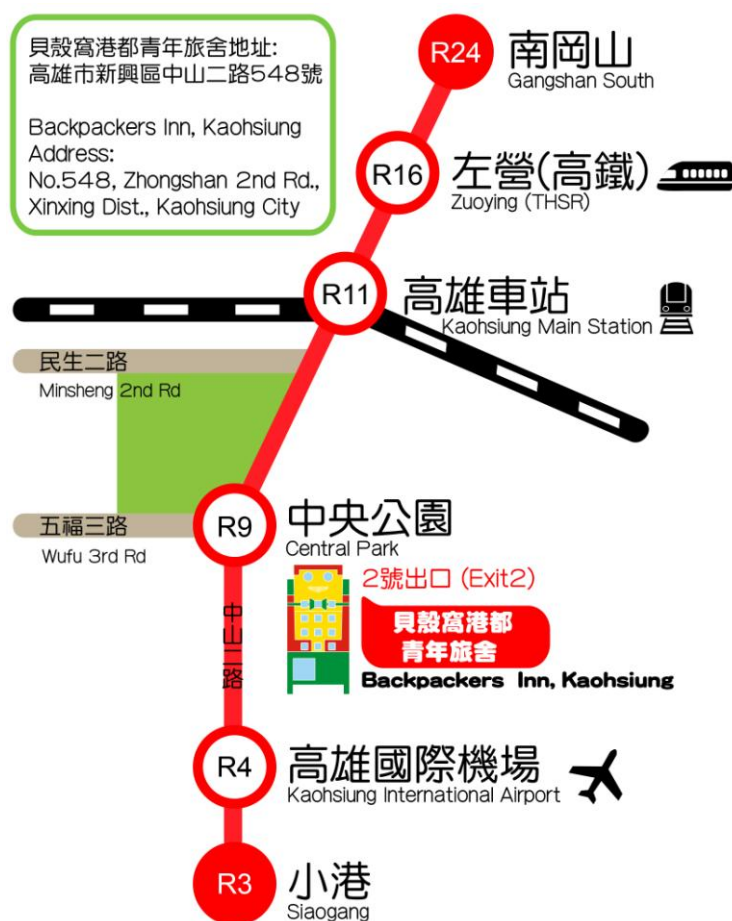 貝殼窩港都青年旅舍地址:
高雄市新興區中山二路548號
Backpackers Inn, Kaohsiung
Address:
No.548, Zhongshan 2nd Rd.,
Xinxing Dist., Kaohsiung City
R24
南岡山
Gangshan South
R16
左營(高鐵)
Zuoying (THSR)
R11
高雄車站
Kaohsiung Main Station
民生二路
Minsheng 2nd Rd
五福三路
Wufu 3rd Rd
R9
中央公園
Central Park
2號出口 (Exit2)
貝殼窩港都
青年旅舍
Backpackers Inn, Kaohsiung
中山二路
R4
高雄國際機場
Kaohsiung International Airport
R3
小港
Siaogang